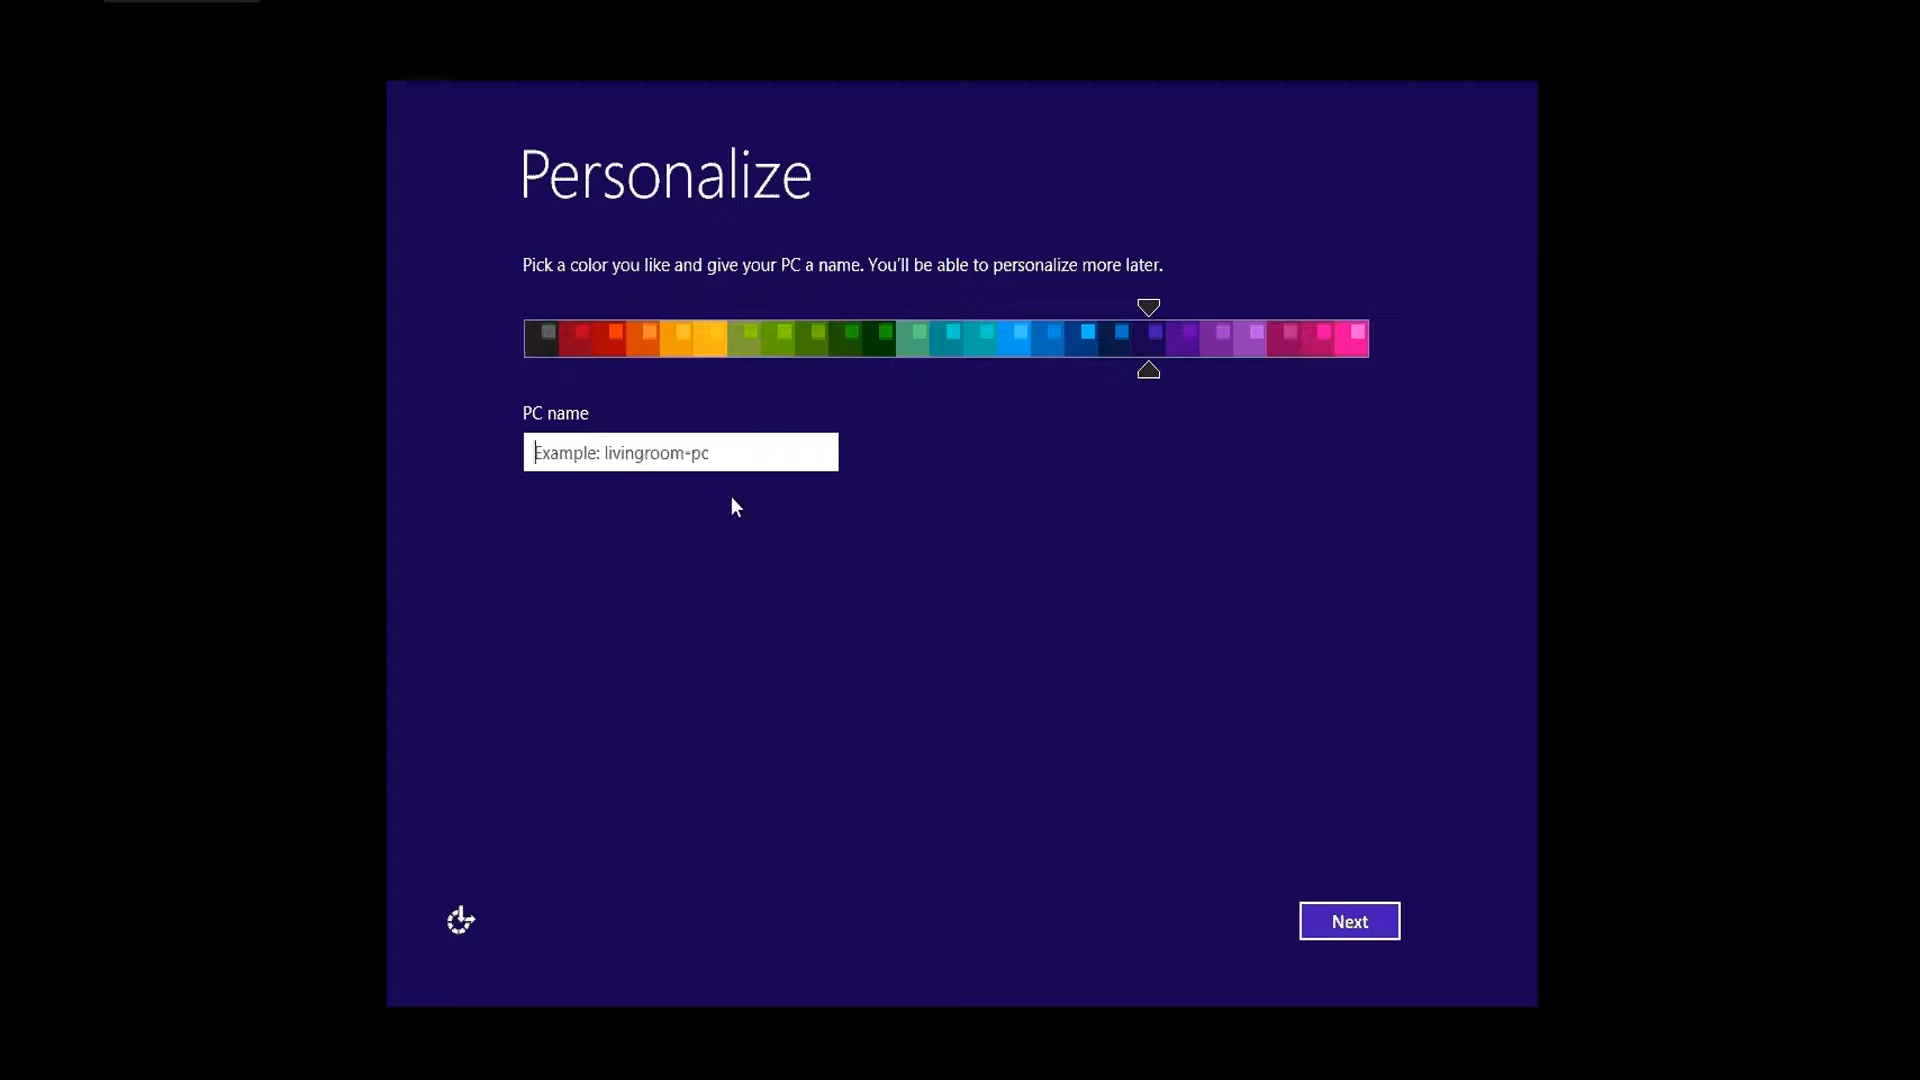 Personalize
Pick a color you like and give your PC a name. You'll be able to personalize more later.
PC name
Example: livingroom-pc
Next